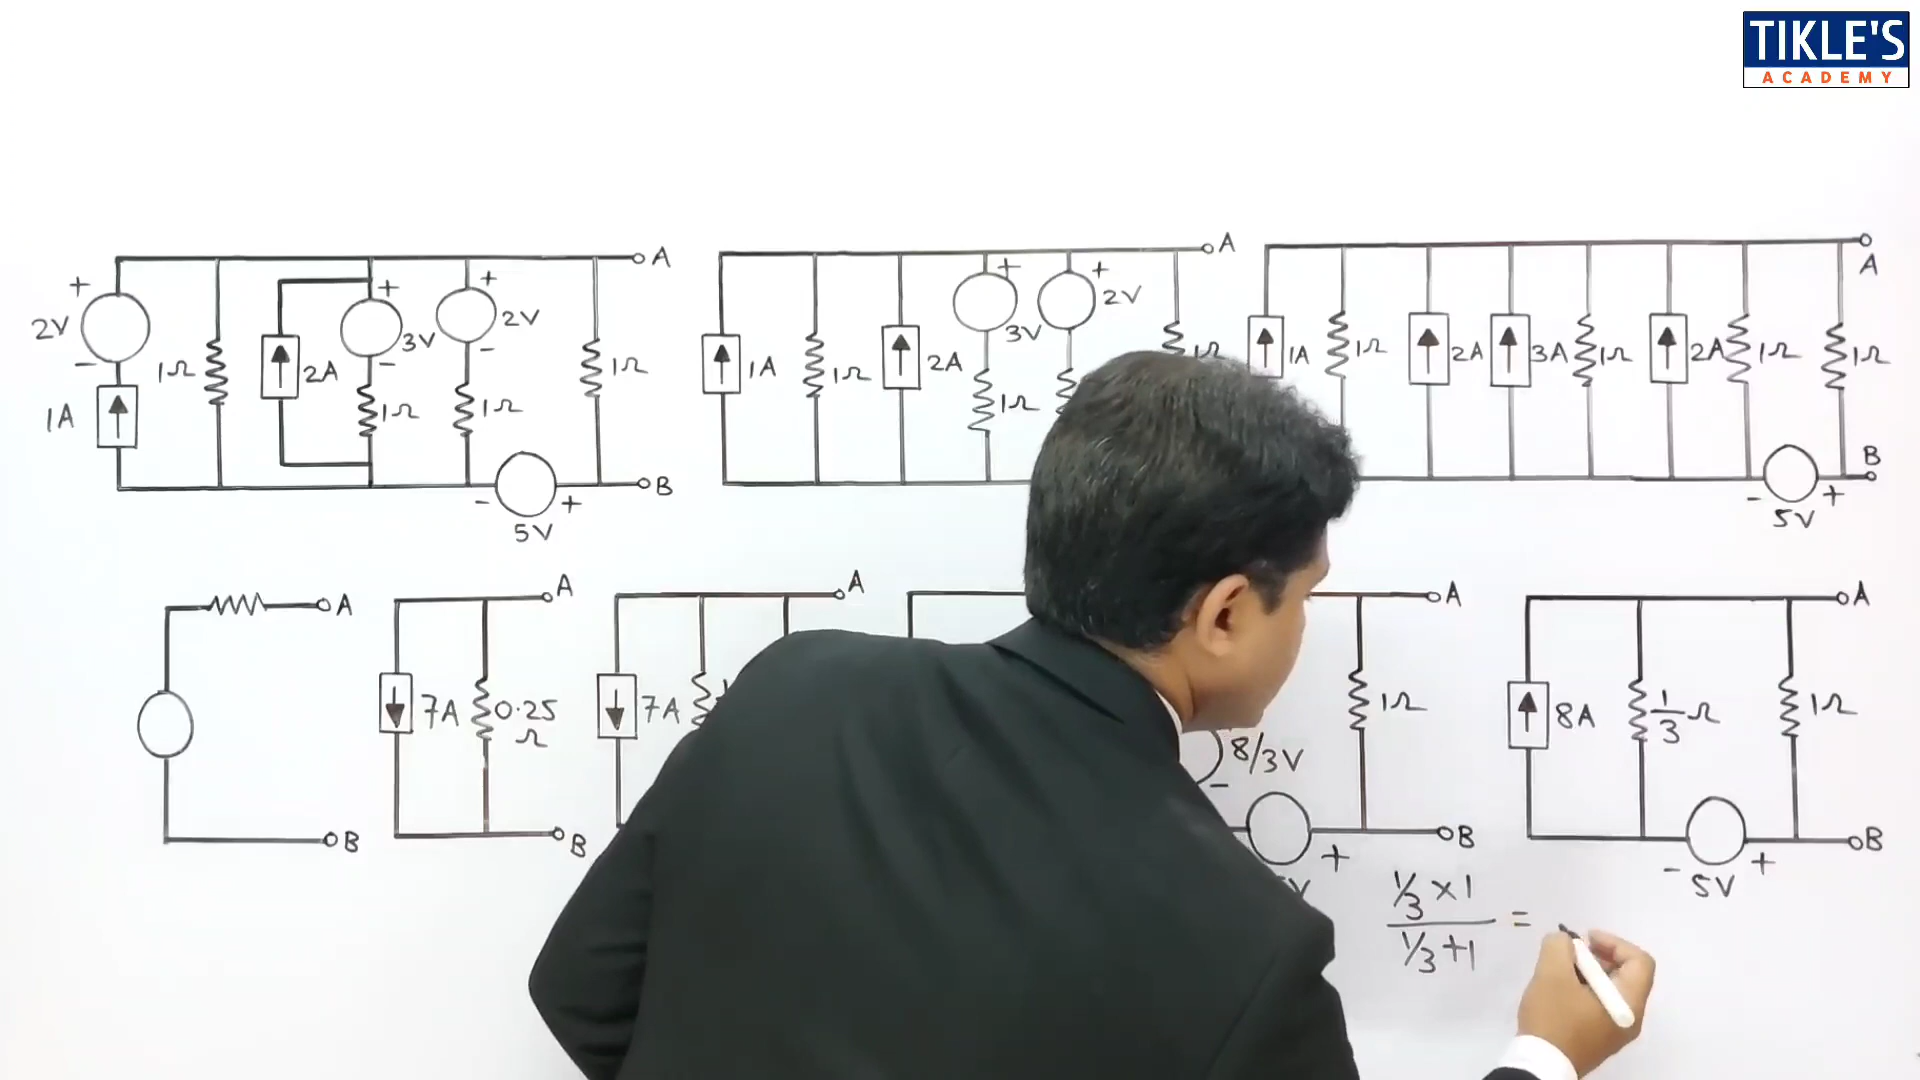 TIKLE'S
ACADEMY
+ 2V - 1A 1Ω 2A + 3V - 1Ω + 2V - 1Ω - 5V + 1Ω A B
1A 1Ω 2A + 3V 1Ω + 2V 1Ω A
1A 1Ω 2A 3A 1Ω 2A 1Ω - 5V + 1Ω A B
A B
7A 0.25 Ω A B
7A A
8/3V - + 1Ω A B
8A 1/3 Ω - 5V + 1Ω A B
1/3 × 1
1/3 + 1
=